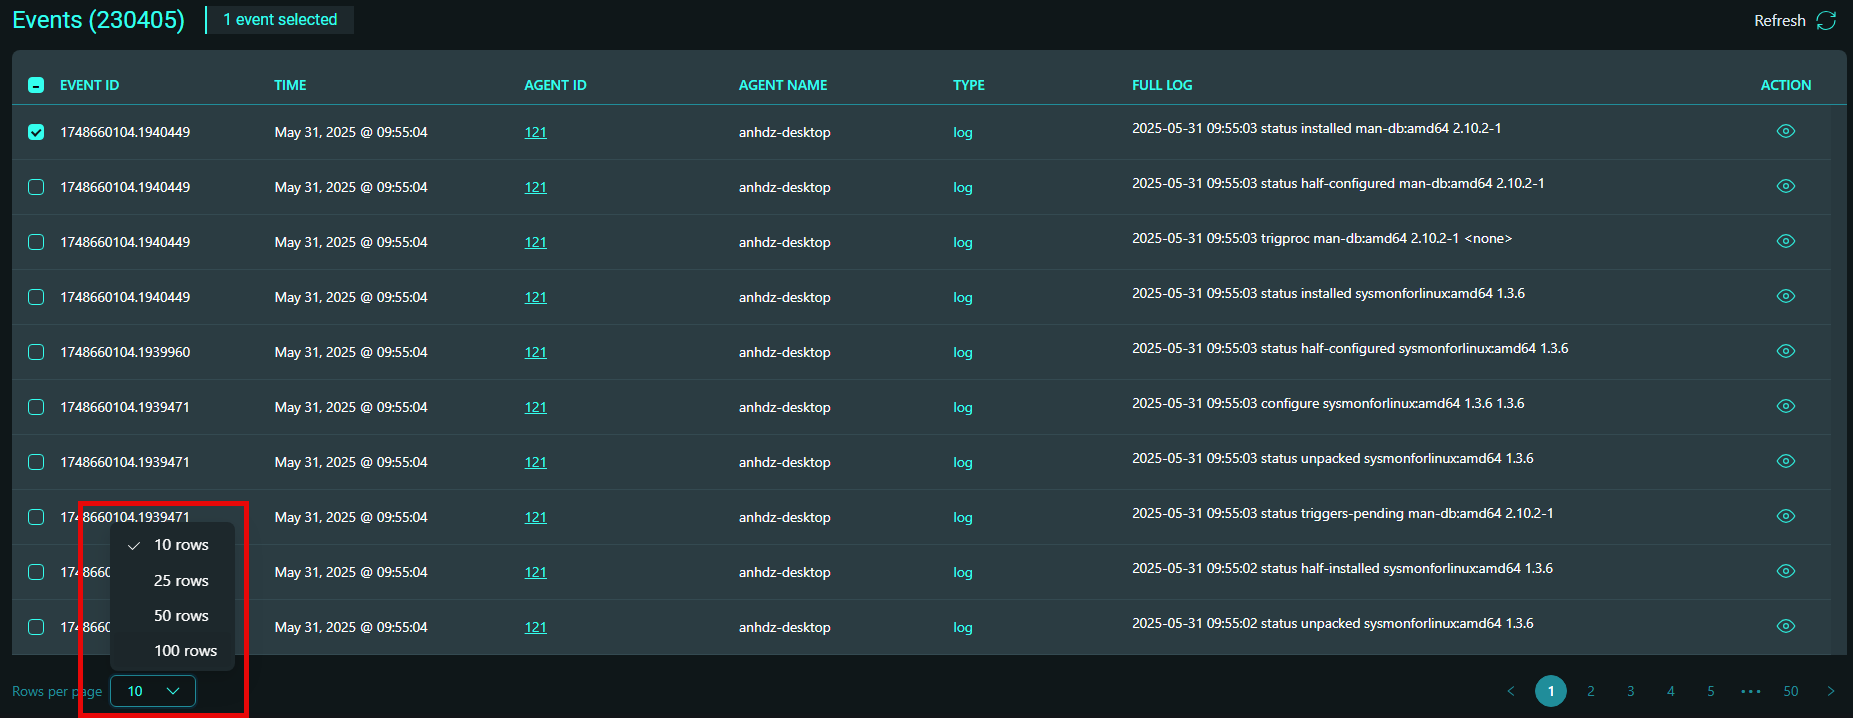 Events (230405) 1 event selected Refresh
EVENT ID TIME AGENT ID AGENT NAME TYPE FULL LOG ACTION
1748660104.1940449 May 31, 2025 @ 09:55:04 121 anhdz-desktop log 2025-05-31 09:55:03 status installed man-db:amd64 2.10.2-1
1748660104.1940449 May 31, 2025 @ 09:55:04 121 anhdz-desktop log 2025-05-31 09:55:03 status half-configured man-db:amd64 2.10.2-1
1748660104.1940449 May 31, 2025 @ 09:55:04 121 anhdz-desktop log 2025-05-31 09:55:03 trigproc man-db:amd64 2.10.2-1 <none>
1748660104.1940449 May 31, 2025 @ 09:55:04 121 anhdz-desktop log 2025-05-31 09:55:03 status installed sysmonforlinux:amd64 1.3.6
1748660104.1939960 May 31, 2025 @ 09:55:04 121 anhdz-desktop log 2025-05-31 09:55:03 status half-configured sysmonforlinux:amd64 1.3.6
1748660104.1939471 May 31, 2025 @ 09:55:04 121 anhdz-desktop log 2025-05-31 09:55:03 configure sysmonforlinux:amd64 1.3.6 1.3.6
1748660104.1939471 May 31, 2025 @ 09:55:04 121 anhdz-desktop log 2025-05-31 09:55:03 status unpacked sysmonforlinux:amd64 1.3.6
1748660104.1939471 May 31, 2025 @ 09:55:04 121 anhdz-desktop log 2025-05-31 09:55:03 status triggers-pending man-db:amd64 2.10.2-1
10 rows
174866 May 31, 2025 @ 09:55:04 121 anhdz-desktop log 2025-05-31 09:55:02 status half-installed sysmonforlinux:amd64 1.3.6
25 rows
50 rows
174866 May 31, 2025 @ 09:55:04 121 anhdz-desktop log 2025-05-31 09:55:02 status unpacked sysmonforlinux:amd64 1.3.6
100 rows
Rows per page 10 < 1 2 3 4 5 ••• 50 >